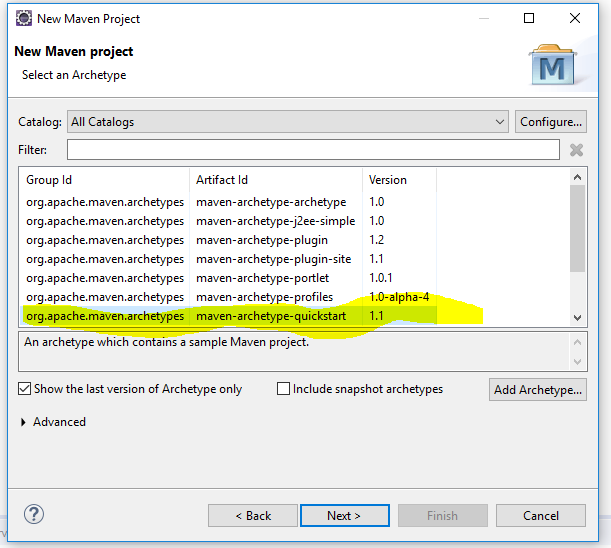 New Maven Project
New Maven project
Select an Archetype
M
Catalog: All Catalogs Configure...
Filter:
Group Id Artifact Id Version
org.apache.maven.archetypes maven-archetype-archetype 1.0
org.apache.maven.archetypes maven-archetype-j2ee-simple 1.0
org.apache.maven.archetypes maven-archetype-plugin 1.2
org.apache.maven.archetypes maven-archetype-plugin-site 1.1
org.apache.maven.archetypes maven-archetype-portlet 1.0.1
org.apache.maven.archetypes maven-archetype-profiles 1.0-alpha-4
org.apache.maven.archetypes maven-archetype-quickstart 1.1
An archetype which contains a sample Maven project.
Show the last version of Archetype only Include snapshot archetypes Add Archetype...
Advanced
? < Back Next > Finish Cancel